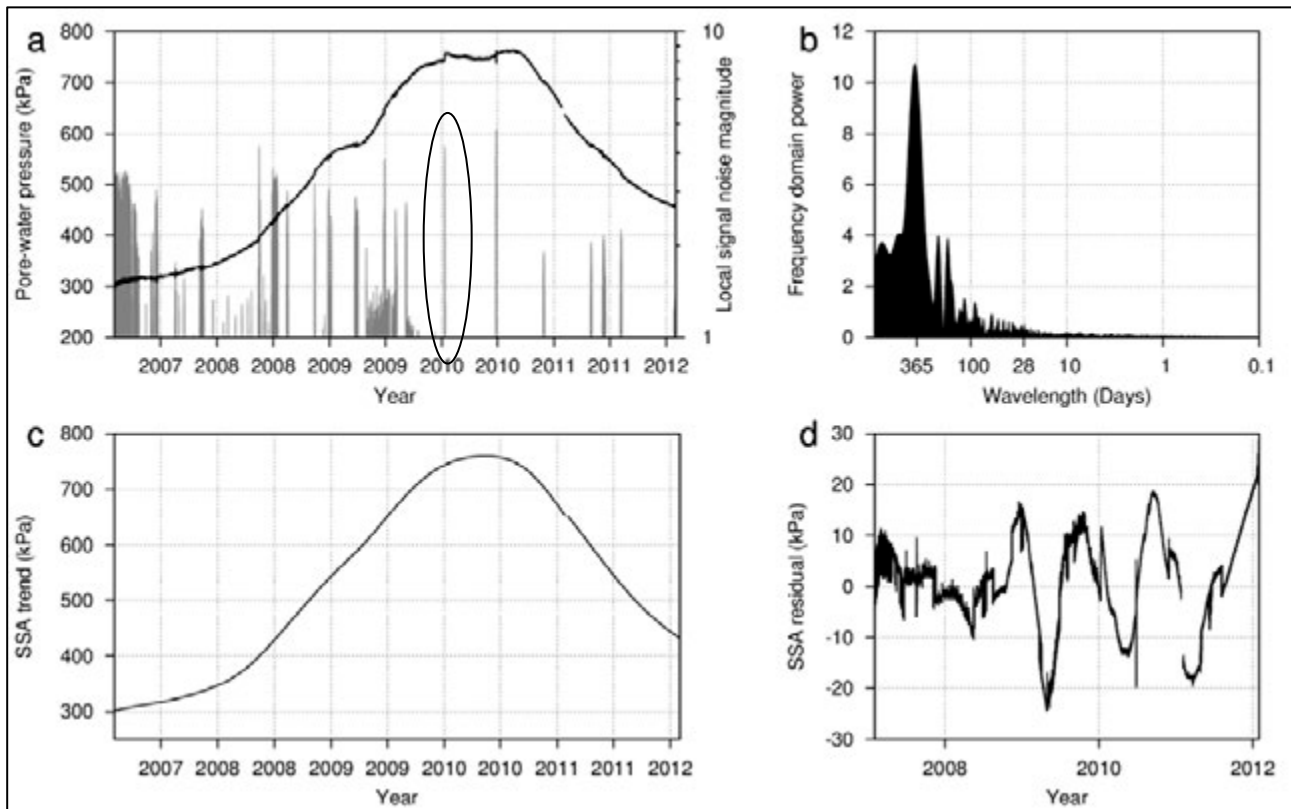 a
800
700
600
500
400
300
200
Pore-water pressure (kPa)
10
1
Local signal noise magnitude
2007 2008 2008 2009 2009 2010 2010 2011 2011 2012
Year
b
12
10
8
6
4
2
0
Frequency domain power
365 100 28 10 1 0.1
Wavelength (Days)
c
800
700
600
500
400
300
SSA trend (kPa)
2007 2008 2008 2009 2009 2010 2010 2011 2011 2012
Year
d
30
20
10
0
-10
-20
-30
SSA residual (kPa)
2008 2010 2012
Year